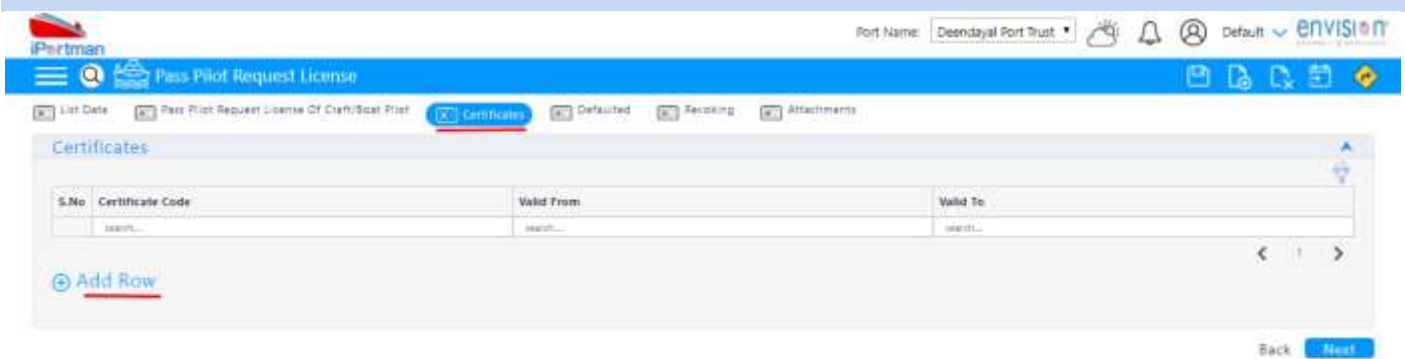 iPortman
Port Name: Deendayal Port Trust Default envision
Pass Pilot Request License
List Data Pass Pilot Request License Of Craft/Boat Pilot Certificates Defaulted Revoking Attachments
Certificates
S.No Certificate Code Valid From Valid To
search... search... search...
1
Add Row
Back Next